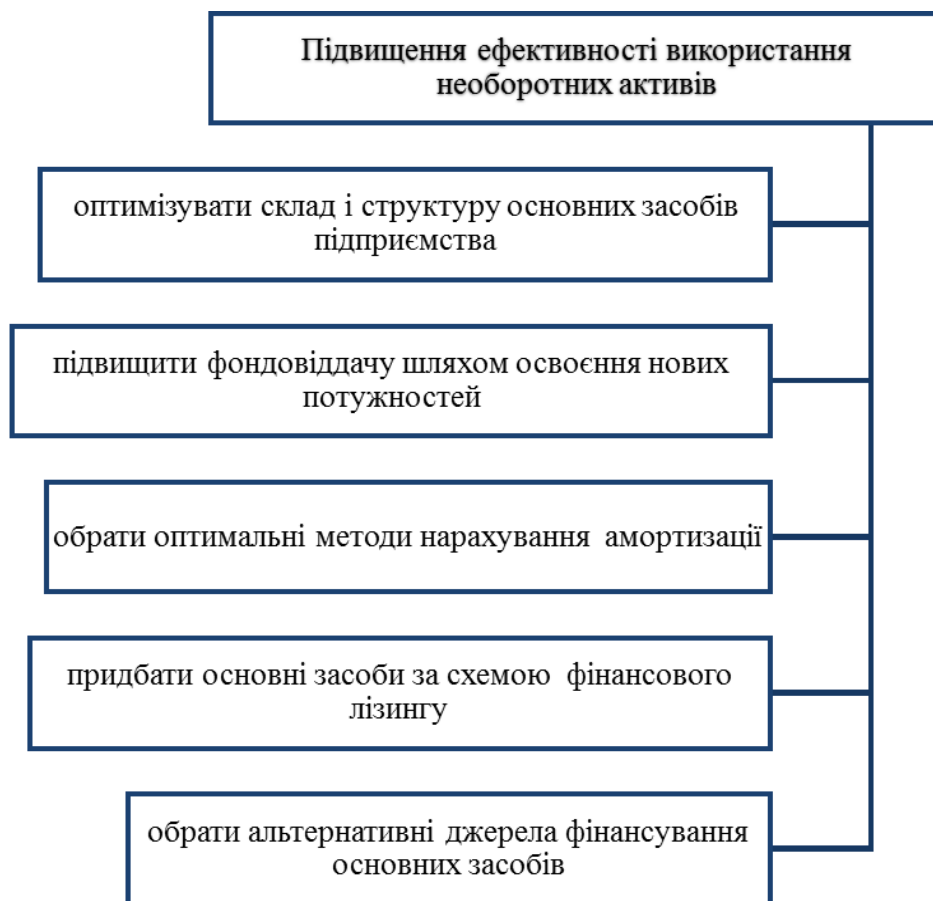 Підвищення ефективності використання
необоротних активів
оптимізувати склад і структуру основних засобів
підприємства
підвищити фондовіддачу шляхом освоєння нових
потужностей
обрати оптимальні методи нарахування амортизації
придбати основні засоби за схемою фінансового
лізингу
обрати альтернативні джерела фінансування
основних засобів